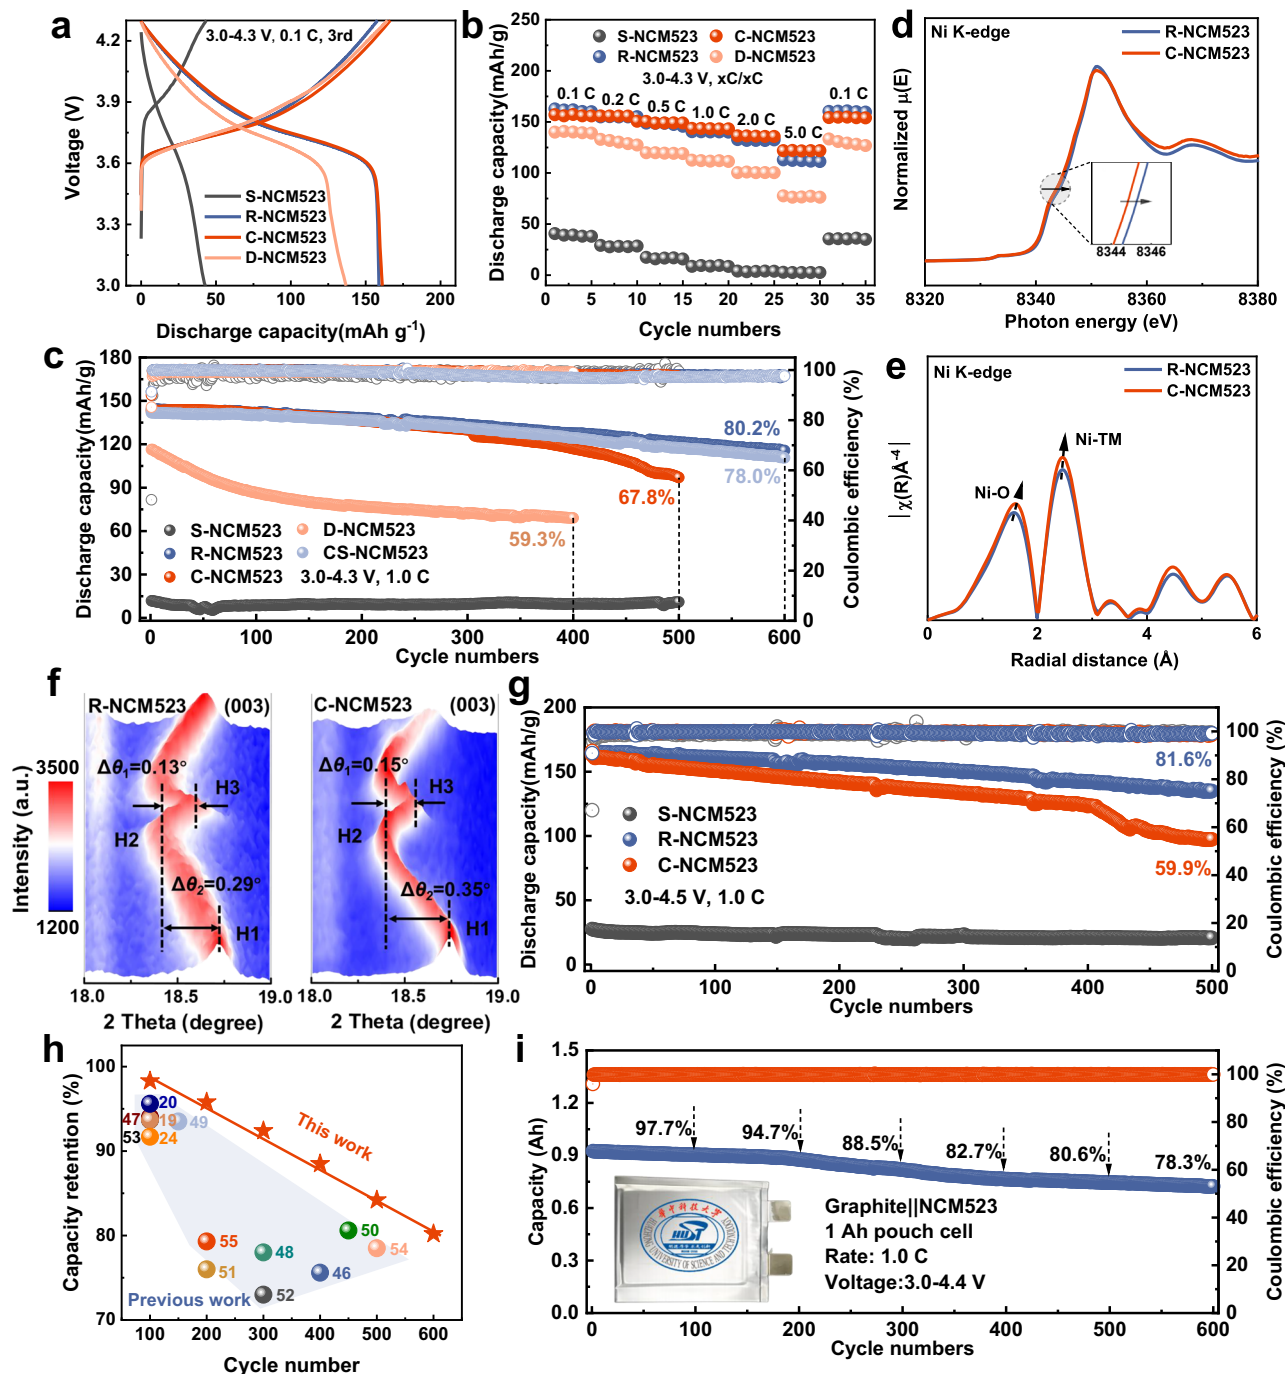 a
3.0-4.3 V, 0.1 C, 3rd
Voltage (V)
4.2
3.9
3.6
3.3
3.0
S-NCM523
R-NCM523
C-NCM523
D-NCM523
0 50 100 150 200
Discharge capacity(mAh g⁻¹)
b
Discharge capacity(mAh/g)
250
200
150
100
50
0
S-NCM523 C-NCM523
R-NCM523 D-NCM523
3.0-4.3 V, xC/xC
0.1 C 0.2 C 0.5 C 1.0 C 2.0 C 5.0 C 0.1 C
0 5 10 15 20 25 30 35
Cycle numbers
d
Ni K-edge
R-NCM523
C-NCM523
Normalized μ(E)
8344 8346
8320 8340 8360 8380
Photon energy (eV)
c
Discharge capacity(mAh/g)
180
150
120
90
60
30
0
80.2%
78.0%
67.8%
59.3%
S-NCM523 D-NCM523
R-NCM523 CS-NCM523
C-NCM523 3.0-4.3 V, 1.0 C
100
80
60
40
20
0
Coulombic efficiency (%)
0 100 200 300 400 500 600
Cycle numbers
e
Ni K-edge
R-NCM523
C-NCM523
|χ(R)Å⁻⁴|
Ni-O
Ni-TM
0 2 4 6
Radial distance (Å)
f
Intensity (a.u.)
3500
1200
R-NCM523 (003)
Δθ₁=0.13°
H3
H2
Δθ₂=0.29°
H1
18.0 18.5 19.0
2 Theta (degree)
C-NCM523 (003)
Δθ₁=0.15°
H3
H2
Δθ₂=0.35°
H1
18.0 18.5 19.0
2 Theta (degree)
g
Discharge capacity(mAh/g)
200
150
100
50
0
81.6%
S-NCM523
R-NCM523
C-NCM523
59.9%
3.0-4.5 V, 1.0 C
100
80
60
40
20
0
Coulombic efficiency (%)
0 100 200 300 400 500
Cycle numbers
h
Capacity retention (%)
100
90
80
70
20
47 19 49
53 24
This work
55
48
50
54
51
46
52
Previous work
100 200 300 400 500 600
Cycle number
i
Capacity (Ah)
1.5
1.2
0.9
0.6
0.3
0.0
97.7% 94.7% 88.5% 82.7% 80.6% 78.3%
HUAZHONG UNIVERSITY OF SCIENCE AND TECHNOLOGY
Graphite||NCM523
1 Ah pouch cell
Rate: 1.0 C
Voltage:3.0-4.4 V
100
80
60
40
20
0
Coulombic efficiency (%)
0 100 200 300 400 500 600
Cycle numbers